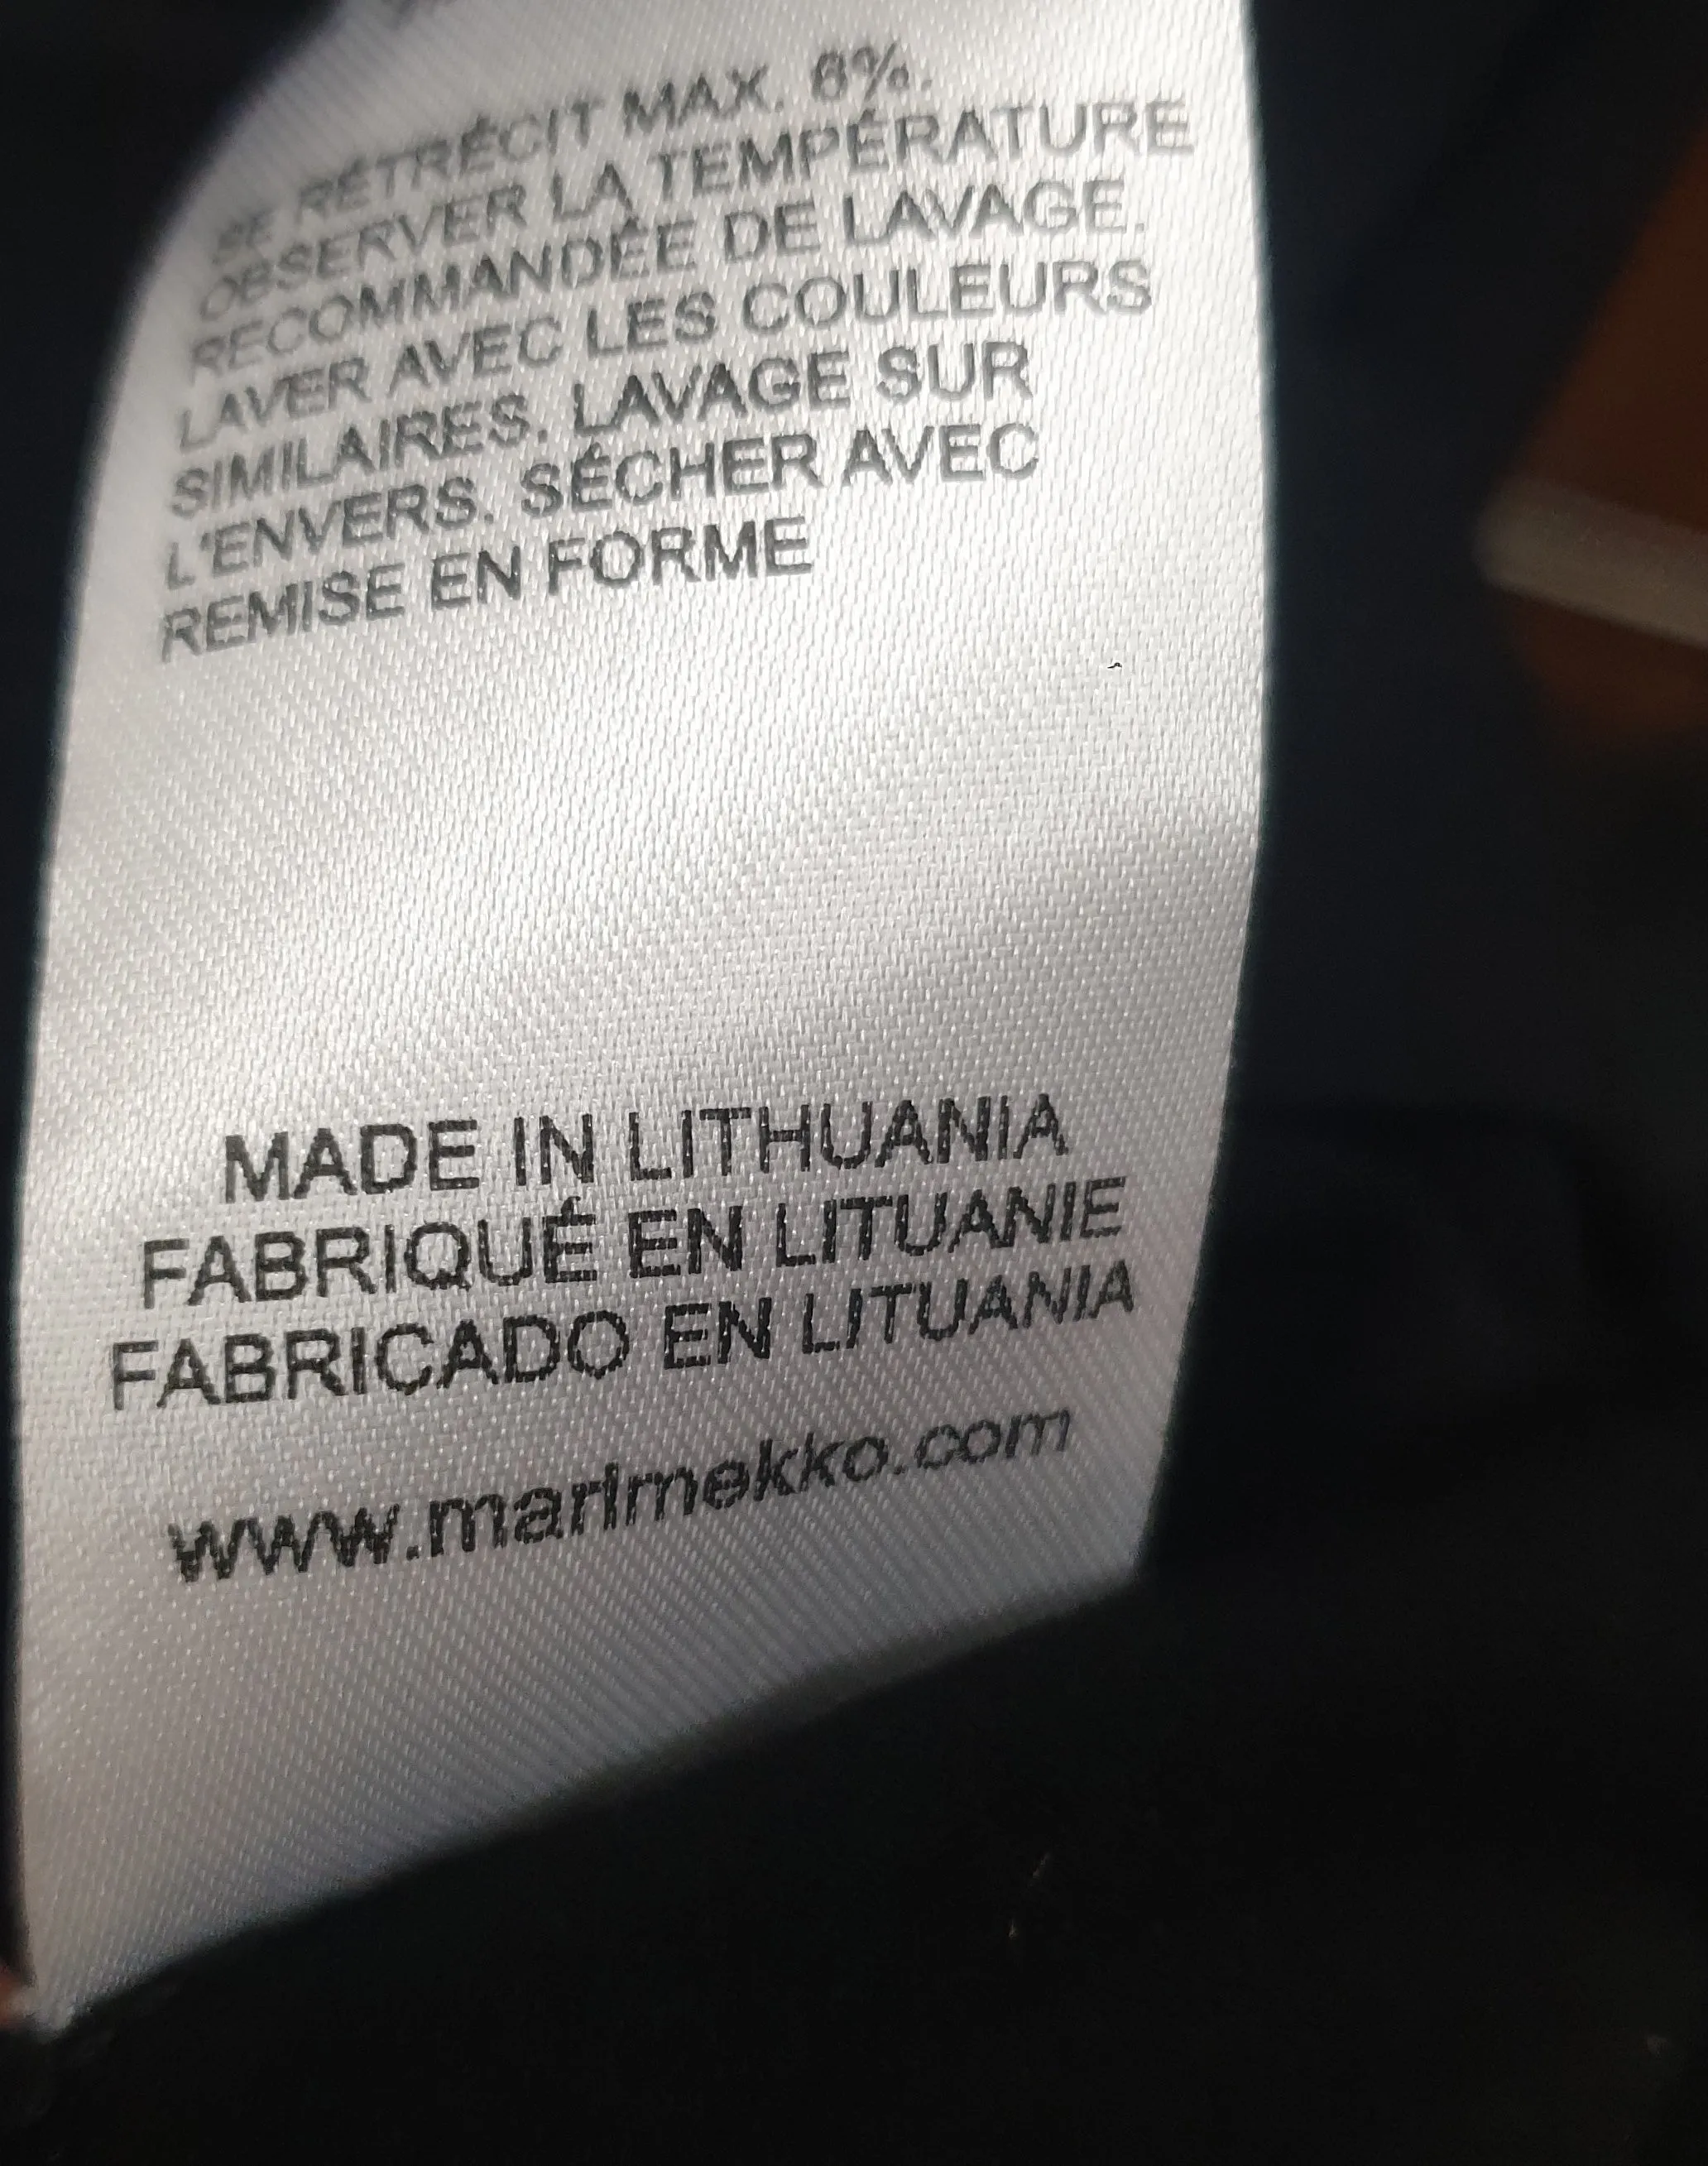 SE RÉTRÉCIT MAX. 6%.
OBSERVER LA TEMPÉRATURE
RECOMMANDÉE DE LAVAGE.
LAVER AVEC LES COULEURS
SIMILAIRES. LAVAGE SUR
L'ENVERS. SÉCHER AVEC
REMISE EN FORME
MADE IN LITHUANIA
FABRIQUÉ EN LITUANIE
FABRICADO EN LITUANIA
www.marimekko.com